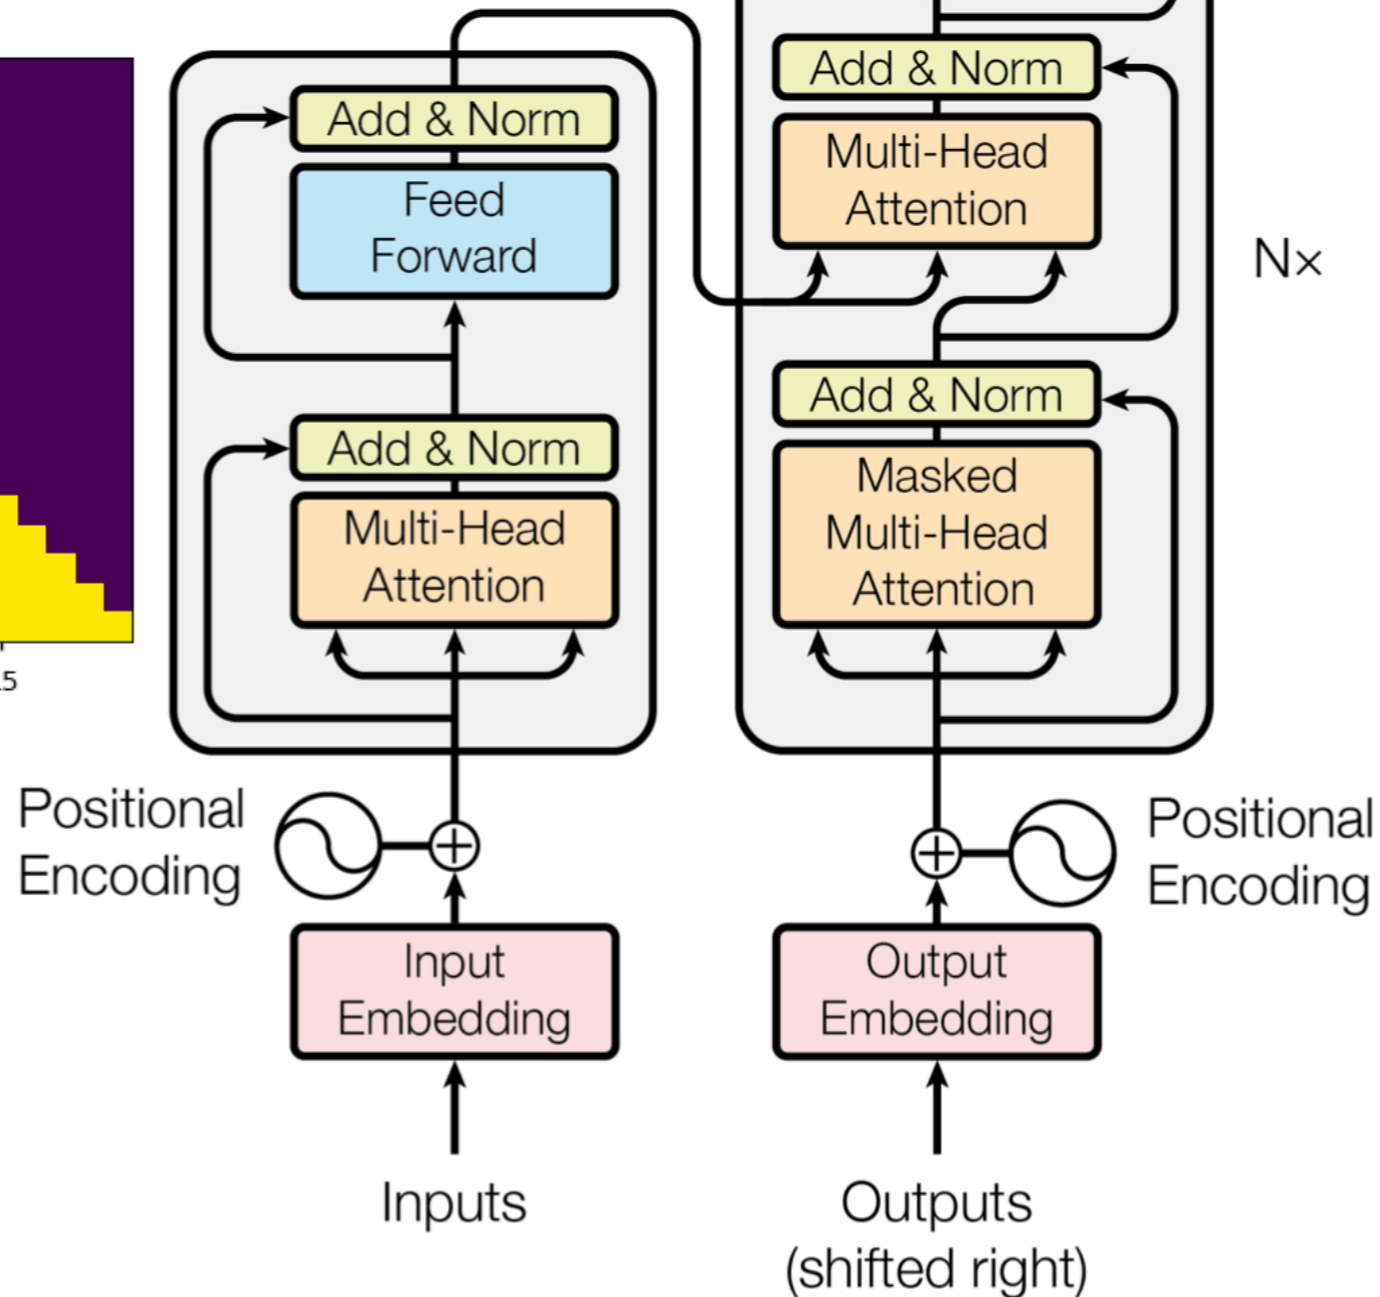 Add & Norm
Feed
Forward
Add & Norm
Multi-Head
Attention
.5
Positional
Encoding
Input
Embedding
Inputs
Add & Norm
Multi-Head
Attention
N×
Add & Norm
Masked
Multi-Head
Attention
Positional
Encoding
Output
Embedding
Outputs
(shifted right)